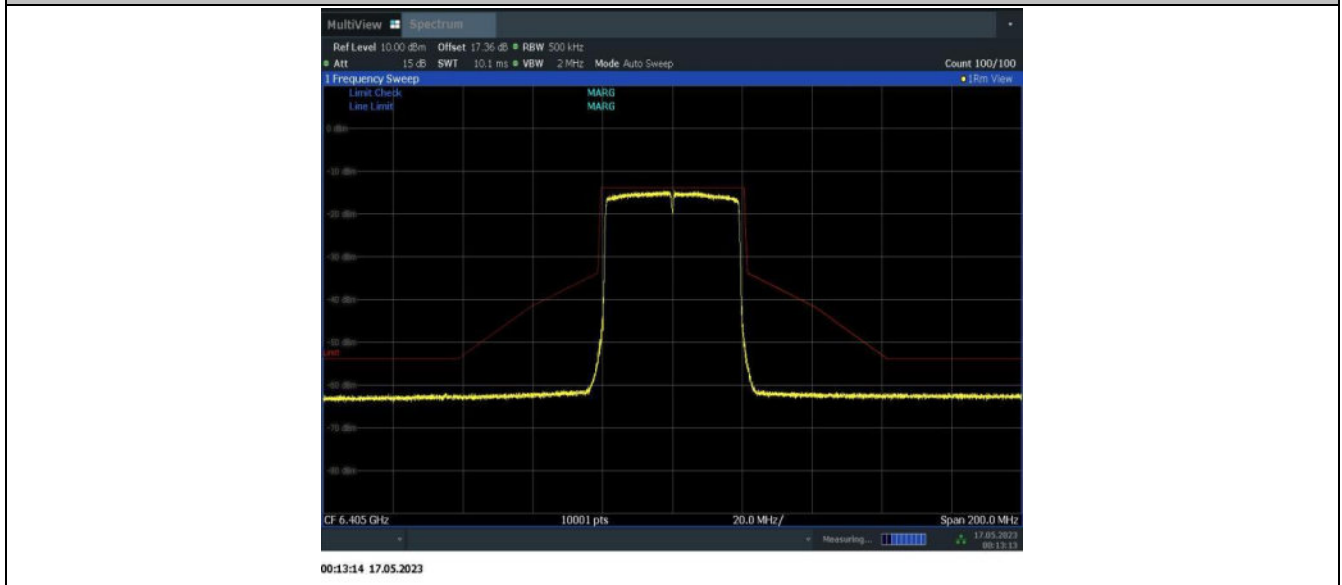 MultiView Spectrum
Ref Level 10.00 dBm Offset 17.36 dB RBW 500 kHz
Att 15 dB SWT 10.1 ms VBW 2 MHz Mode Auto Sweep Count 100/100
1 Frequency Sweep 1Rm View
Limit Check MARG
Line Limit MARG
0 dBm
-10 dBm
-20 dBm
-30 dBm
-40 dBm
-50 dBm
-60 dBm
-70 dBm
-80 dBm
CF 6.405 GHz 10001 pts 20.0 MHz/ Span 200.0 MHz
Measuring... 17.05.2023
00:13:13
00:13:14 17.05.2023